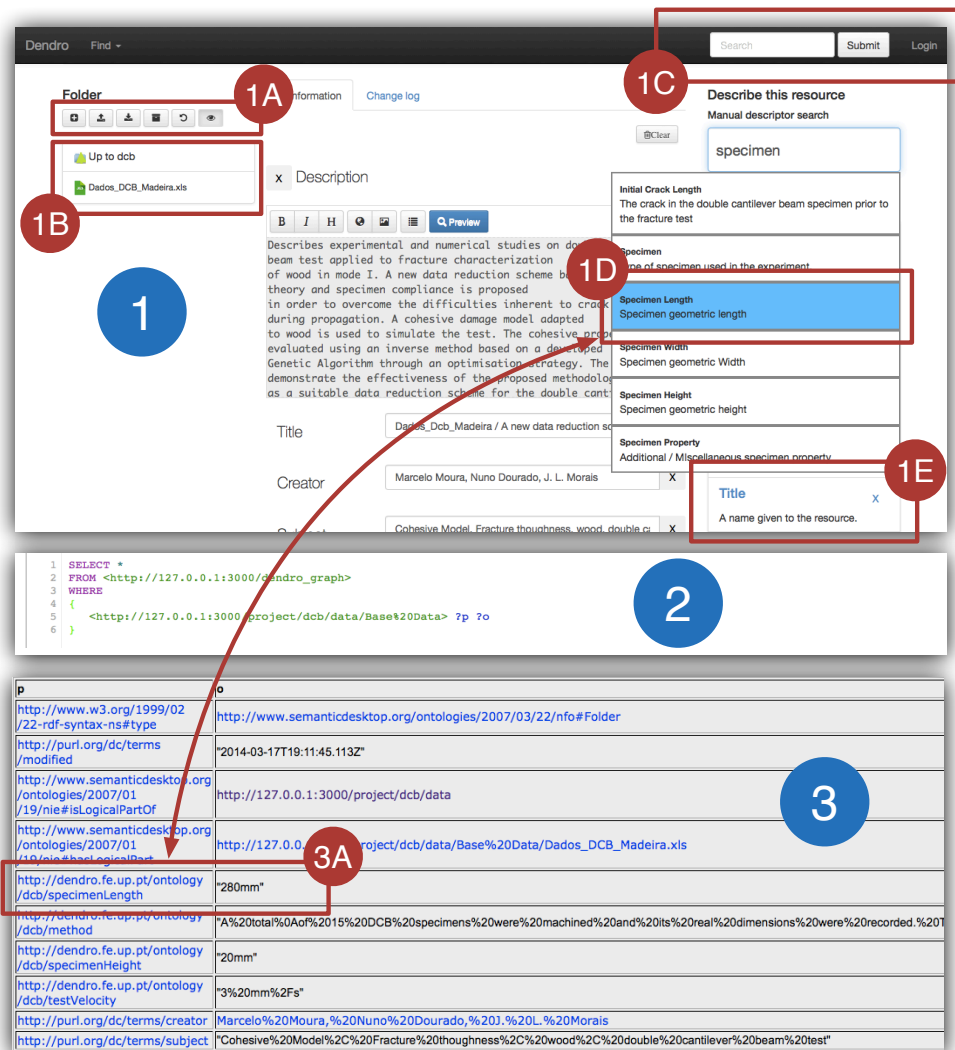 Dendro Find Search Submit Login
1C
Folder
1A
Information Change log
Describe this resource
Manual descriptor search
Clear
specimen
Up to dcb
Dados_DCB_Madeira.xls
1B
1
x Description
B I H Preview
Describes experimental and numerical studies on
beam test applied to fracture characterization
of wood in mode I. A new data reduction scheme
theory and specimen compliance is proposed
in order to overcome the difficulties inherent to crack
during propagation. A cohesive damage model adapted
to wood is used to simulate the test. The cohesive
evaluated using an inverse method based on a developed
Genetic Algorithm through an optimisation strategy. The
demonstrate the effectiveness of the proposed
as a suitable data reduction scheme for the double
Title Dados_Dcb_Madeira / A new data reduction
Creator Marcelo Moura, Nuno Dourado, J. L. Morais X
Subject Cohesive Model, Fracture thoughness, wood, double X
Initial Crack Length
The crack in the double cantilever beam specimen prior to
the fracture test
Specimen
of specimen used in the experiment
1D
Specimen Length
Specimen geometric length
Specimen Width
Specimen geometric Width
Specimen Height
Specimen geometric height
Specimen Property
Additional / MIscellaneous specimen property
1E
Title x
A name given to the resource.
1 SELECT *
2 FROM <http://127.0.0.1:3000/dendro_graph>
3 WHERE
4 {
5 <http://127.0.0.1:3000/project/dcb/data/Base%20Data> ?p ?o
6 }
2
p o
http://www.w3.org/1999/02
/22-rdf-syntax-ns#type
http://www.semanticdesktop.org/ontologies/2007/03/22/nfo#Folder
http://purl.org/dc/terms
/modified
"2014-03-17T19:11:45.113Z"
http://www.semanticdesktop.org
/ontologies/2007/01
/19/nie#isLogicalPartOf
http://127.0.0.1:3000/project/dcb/data
3
http://www.semanticdesktop.org
/ontologies/2007/01
/19/nie#hasLogicalPart
http://127.0.0. roject/dcb/data/Base%20Data/Dados_DCB_Madeira.xls
3A
http://dendro.fe.up.pt/ontology
/dcb/specimenLength
"280mm"
http://dendro.fe.up.pt/ontology
/dcb/method
"A%20total%0Aof%2015%20DCB%20specimens%20were%20machined%20and%20its%20real%20dimensions%20were%20recorded.%20T
http://dendro.fe.up.pt/ontology
/dcb/specimenHeight
"20mm"
http://dendro.fe.up.pt/ontology
/dcb/testVelocity
"3%20mm%2Fs"
http://purl.org/dc/terms/creator Marcelo%20Moura,%20Nuno%20Dourado,%20J.%20L.%20Morais
http://purl.org/dc/terms/subject "Cohesive%20Model%2C%20Fracture%20thoughness%2C%20wood%2C%20double%20cantilever%20beam%20test"